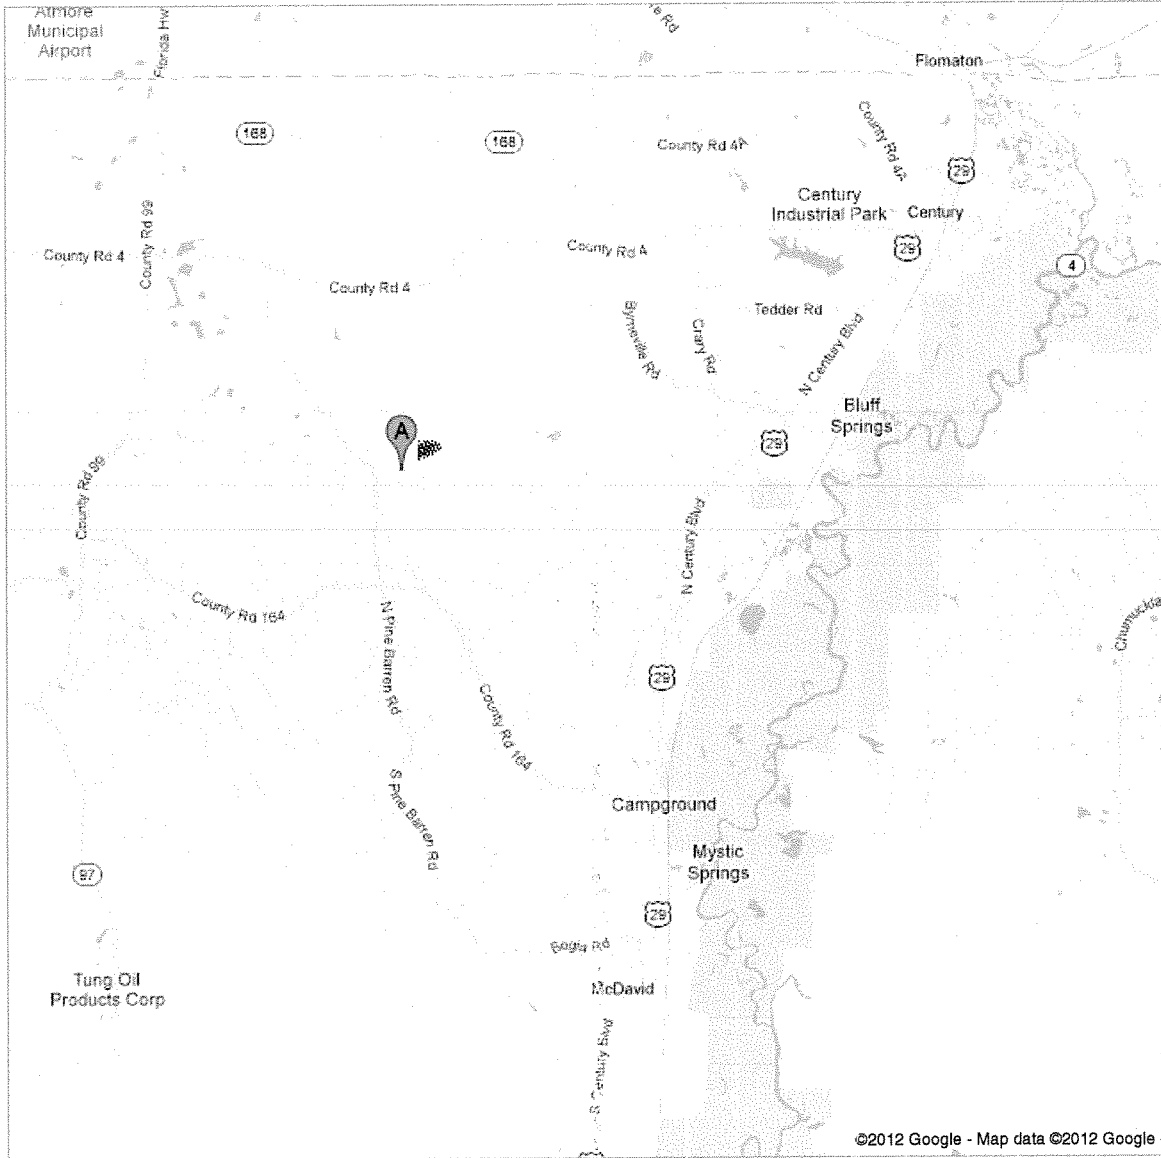 Atmore
Municipal
Airport
Florida Hw
Flomaton
168
168
County Rd 4A
29
County Rd 99
Century
Industrial Park
Century
County Rd 4
County Rd 4
29
4
County Rd 4
Tedder Rd
Byrneville Rd
Crary Rd
N Century Blvd
Bluff
Springs
A
29
County Rd 99
N Century Blvd
County Rd 164
N Pine Barren Rd
Chumuckla
29
County Rd 164
S Pine Barren Rd
Campground
Mystic
Springs
97
29
Bogia Rd
Tung Oil
Products Corp
McDavid
S Century Blvd
©2012 Google - Map data ©2012 Google